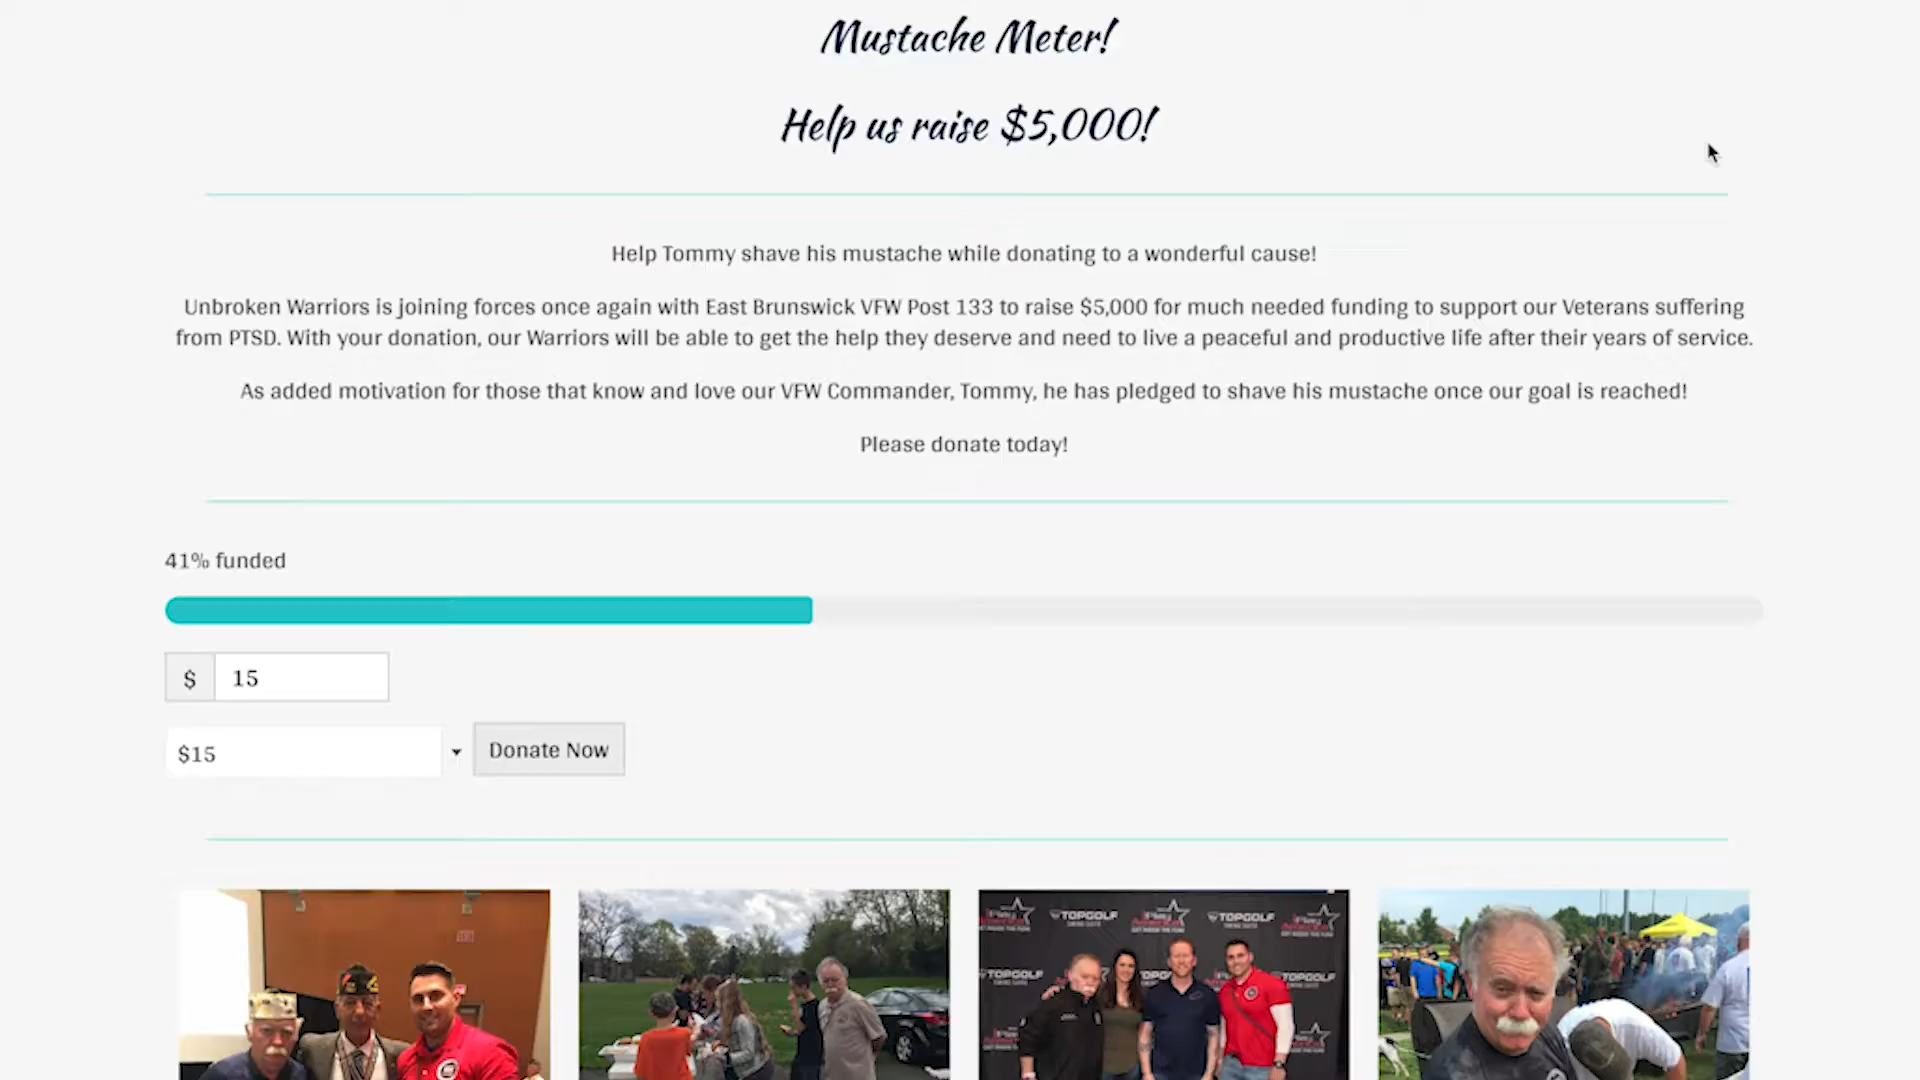 Mustache Meter!
Help us raise $5,000!
Help Tommy shave his mustache while donating to a wonderful cause!
Unbroken Warriors is joining forces once again with East Brunswick VFW Post 133 to raise $5,000 for much needed funding to support our Veterans suffering
from PTSD. With your donation, our Warriors will be able to get the help they deserve and need to live a peaceful and productive life after their years of service.
As added motivation for those that know and love our VFW Commander, Tommy, he has pledged to shave his mustache once our goal is reached!
Please donate today!
41% funded
$ 15
$15
Donate Now
TOPGOLF TOPGOLF
TOPGOLF TOPGOLF